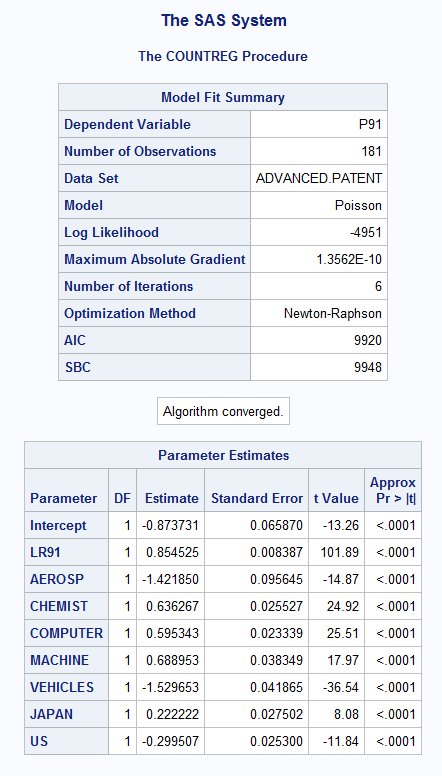 The SAS System
The COUNTREG Procedure
Model Fit Summary
Dependent Variable P91
Number of Observations 181
Data Set ADVANCED.PATENT
Model Poisson
Log Likelihood -4951
Maximum Absolute Gradient 1.3562E-10
Number of Iterations 6
Optimization Method Newton-Raphson
AIC 9920
SBC 9948
Algorithm converged.
Parameter Estimates
Parameter DF Estimate Standard Error t Value Approx Pr > |t|
Intercept 1 -0.873731 0.065870 -13.26 <.0001
LR91 1 0.854525 0.008387 101.89 <.0001
AEROSP 1 -1.421850 0.095645 -14.87 <.0001
CHEMIST 1 0.636267 0.025527 24.92 <.0001
COMPUTER 1 0.595343 0.023339 25.51 <.0001
MACHINE 1 0.688953 0.038349 17.97 <.0001
VEHICLES 1 -1.529653 0.041865 -36.54 <.0001
JAPAN 1 0.222222 0.027502 8.08 <.0001
US 1 -0.299507 0.025300 -11.84 <.0001